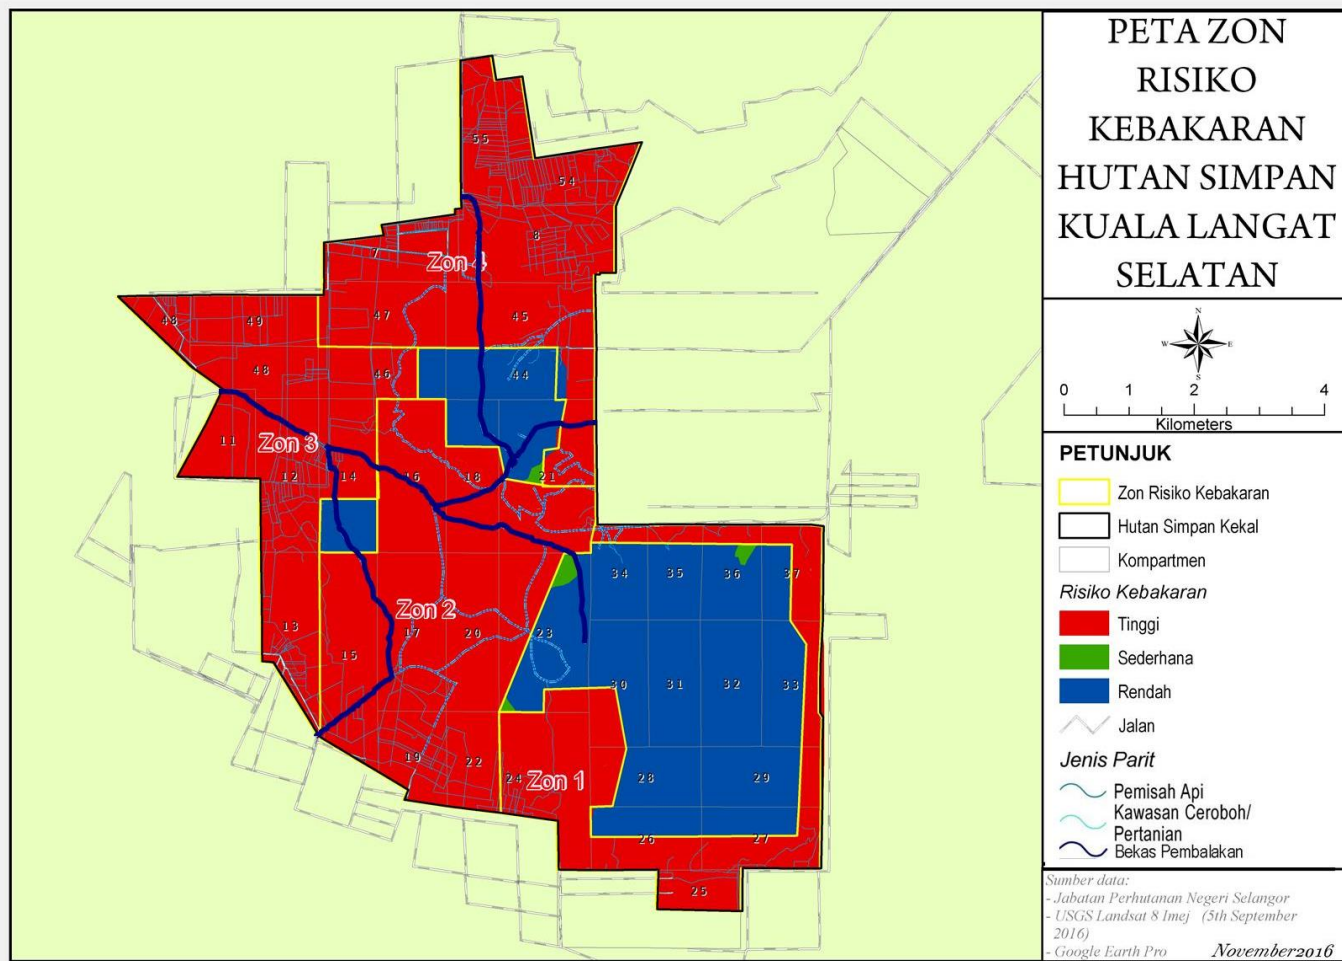 PETA ZON
RISIKO
KEBAKARAN
HUTAN SIMPAN
KUALA LANGAT
SELATAN
N
W E
S
0 1 2 4
Kilometers
PETUNJUK
Zon Risiko Kebakaran
Hutan Simpan Kekal
Kompartmen
Risiko Kebakaran
Tinggi
Sederhana
Rendah
Jalan
Jenis Parit
Pemisah Api
Kawasan Ceroboh/
Pertanian
Bekas Pembalakan
Sumber data:
- Jabatan Perhutanan Negeri Selangor
- USGS Landsat 8 Imej (5th September
2016)
- Google Earth Pro
November2016
55
54
8
7
Zon 4
48 49
47
45
48
46
44
11
Zon 3
12
14
16
18
21
34 35 36 37
13
Zon 2
15
17
20
23
30 31 32 33
19
22
24
Zon 1
28
29
26
27
25